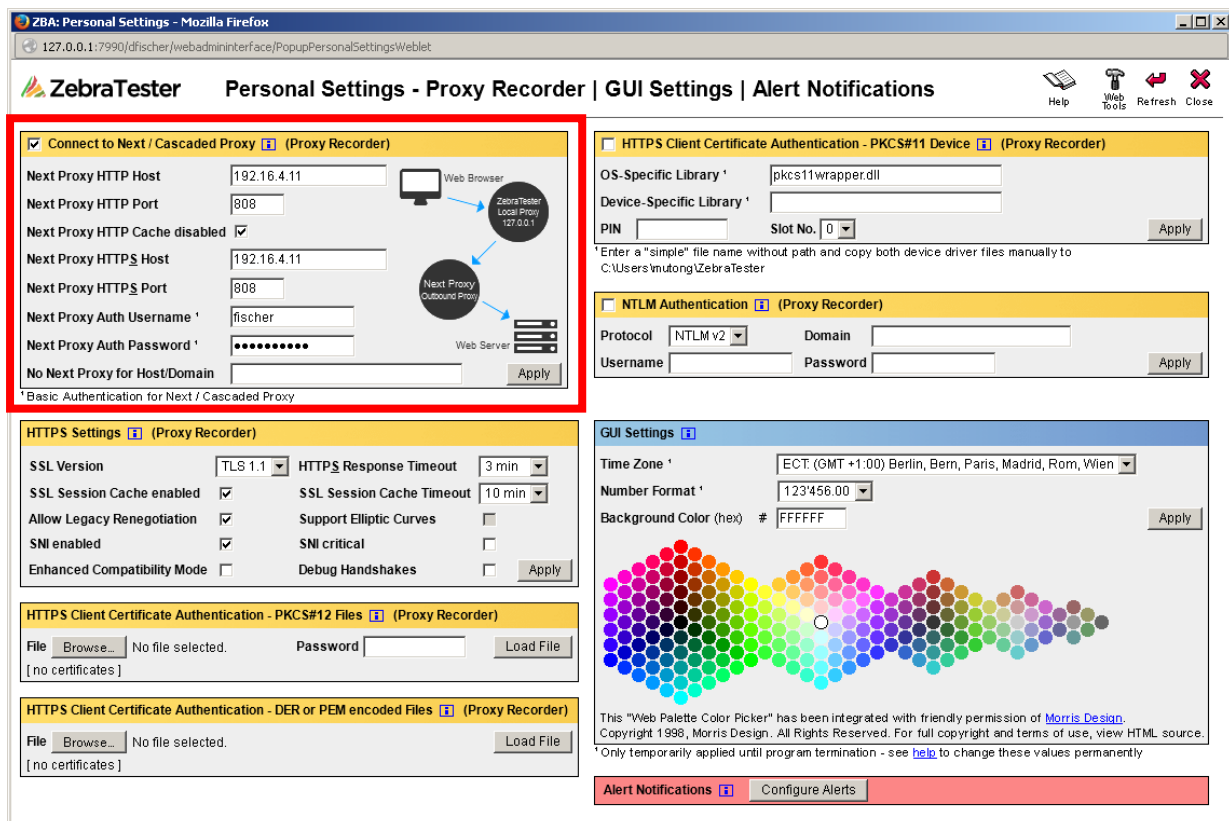 ZBA: Personal Settings - Mozilla Firefox
127.0.0.1:7990/dfischer/webadmininterface/PopupPersonalSettingsWeblet
ZebraTester Personal Settings - Proxy Recorder | GUI Settings | Alert Notifications
Help Web Tools Refresh Close
Connect to Next / Cascaded Proxy i (Proxy Recorder)
Next Proxy HTTP Host 192.16.4.11
Next Proxy HTTP Port 808
Next Proxy HTTP Cache disabled
Next Proxy HTTPS Host 192.16.4.11
Next Proxy HTTPS Port 808
Next Proxy Auth Username ¹ fischer
Next Proxy Auth Password ¹ ●●●●●●●●●●
No Next Proxy for Host/Domain Apply
Web Browser
ZebraTester
Local Proxy
127.0.0.1
Next Proxy
Outbound Proxy
Web Server
¹ Basic Authentication for Next / Cascaded Proxy
HTTPS Client Certificate Authentication - PKCS#11 Device i (Proxy Recorder)
OS-Specific Library ¹ pkcs11wrapper.dll
Device-Specific Library ¹
PIN Slot No. 0 Apply
¹ Enter a "simple" file name without path and copy both device driver files manually to
C:\Users\mutong\ZebraTester
NTLM Authentication i (Proxy Recorder)
Protocol NTLM v2 Domain
Username Password Apply
HTTPS Settings i (Proxy Recorder)
SSL Version TLS 1.1 HTTPS Response Timeout 3 min
SSL Session Cache enabled SSL Session Cache Timeout 10 min
Allow Legacy Renegotiation Support Elliptic Curves
SNI enabled SNI critical
Enhanced Compatibility Mode Debug Handshakes Apply
HTTPS Client Certificate Authentication - PKCS#12 Files i (Proxy Recorder)
File Browse... No file selected. Password Load File
[ no certificates ]
HTTPS Client Certificate Authentication - DER or PEM encoded Files i (Proxy Recorder)
File Browse... No file selected. Load File
[ no certificates ]
GUI Settings i
Time Zone ¹ ECT: (GMT +1:00) Berlin, Bern, Paris, Madrid, Rom, Wien
Number Format ¹ 123'456.00
Background Color (hex) # FFFFFF Apply
This "Web Palette Color Picker" has been integrated with friendly permission of Morris Design.
Copyright 1998, Morris Design. All Rights Reserved. For full copyright and terms of use, view HTML source.
¹ Only temporarily applied until program termination - see help to change these values permanently
Alert Notifications i Configure Alerts